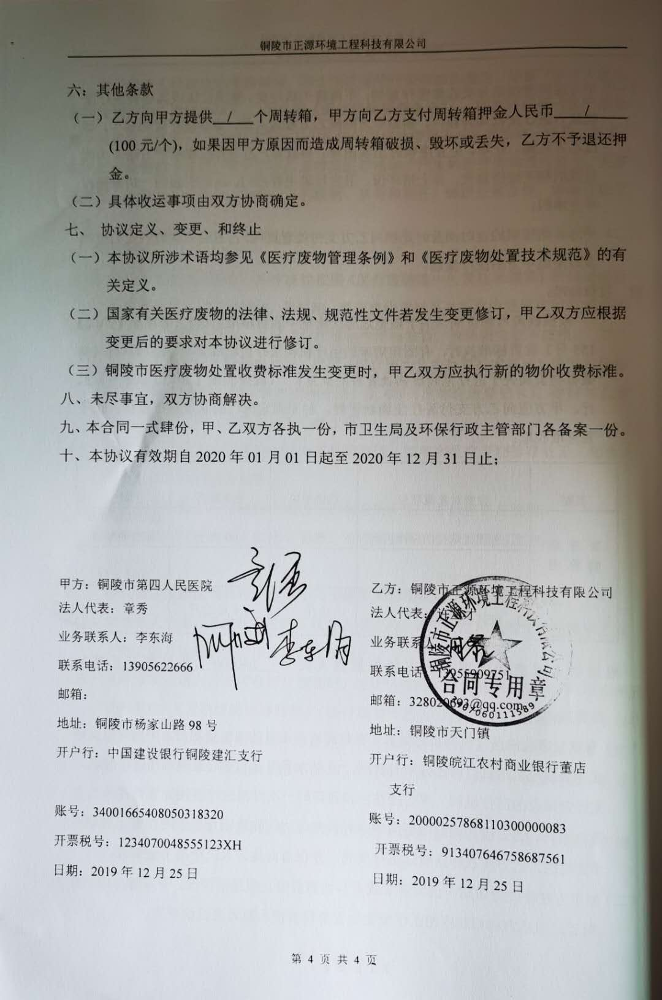 铜陵市正源环境工程科技有限公司
六：其他条款
（一）乙方向甲方提供 / 个周转箱，甲方向乙方支付周转箱押金人民币 /
(100 元/个)，如果因甲方原因而造成周转箱破损、毁坏或丢失，乙方不予退还押
金。
（二）具体收运事项由双方协商确定。
七、 协议定义、变更、和终止
（一）本协议所涉术语均参见《医疗废物管理条例》和《医疗废物处置技术规范》的有
关定义。
（二）国家有关医疗废物的法律、法规、规范性文件若发生变更修订，甲乙双方应根据
变更后的要求对本协议进行修订。
（三）铜陵市医疗废物处置收费标准发生变更时，甲乙双方应执行新的物价收费标准。
八、未尽事宜，双方协商解决。
九、本合同一式肆份，甲、乙双方各执一份，市卫生局及环保行政主管部门各备案一份。
十、本协议有效期自 2020 年 01 月 01 日起至 2020 年 12 月 31 日止；
甲方：铜陵市第四人民医院
法人代表：章秀
业务联系人：李东海
李东海
联系电话：13905622666
邮箱：
地址：铜陵市杨家山路 98 号
开户行：中国建设银行铜陵建汇支行
账号：34001665408050318320
开票税号：1234070048555123XH
日期：2019 年 12 月 25 日
乙方：铜陵市正源环境工程科技有限公司
法人代表：
业务联系人
联系电话：13955909751
邮箱：328020693@qq.com
地址：铜陵市天门镇
开户行：铜陵皖江农村商业银行董店
支行
账号：20000257868110300000083
开票税号：913407646758687561
日期：2019 年 12 月 25 日
铜陵市正源环境工程科技有限公司
合同专用章
第 4 页 共 4 页